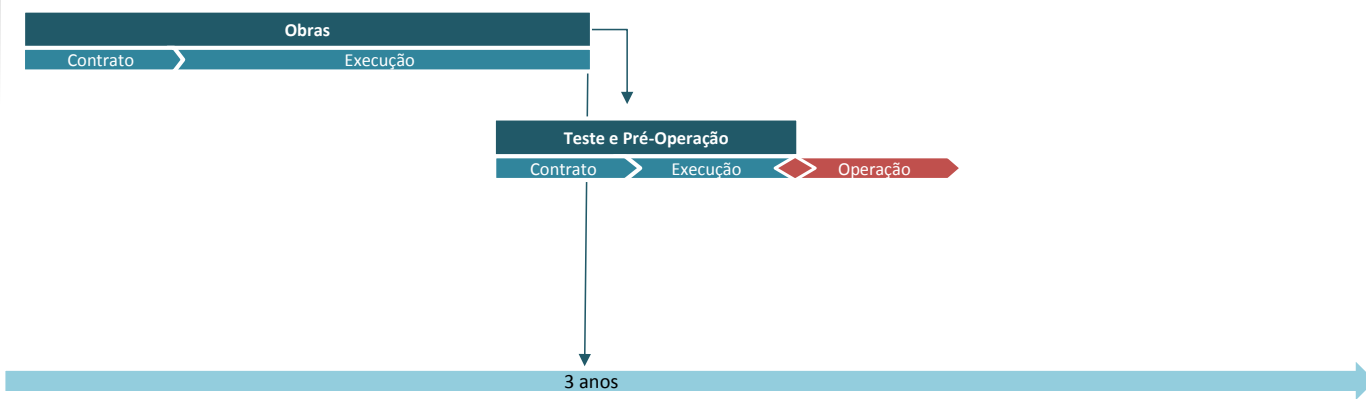 Obras
Contrato Execução
Teste e Pré-Operação
Contrato Execução Operação
3 anos